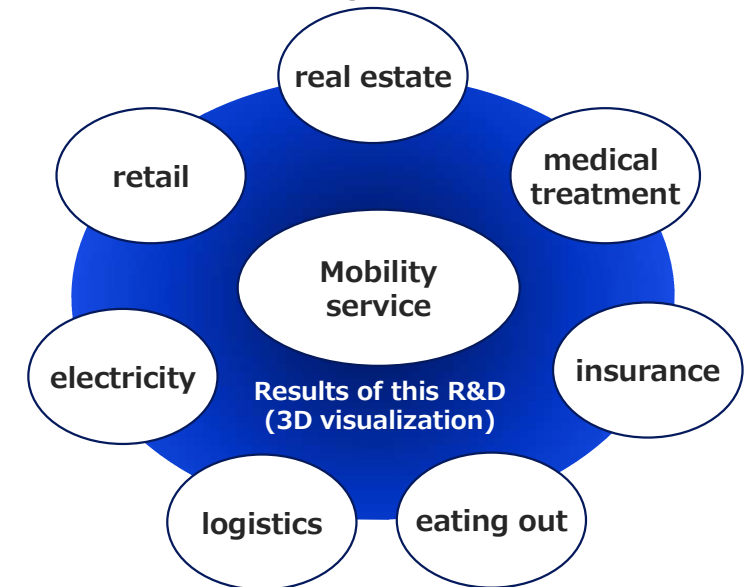 real estate
retail
medical
treatment
Mobility
service
electricity
insurance
Results of this R&D
(3D visualization)
logistics
eating out